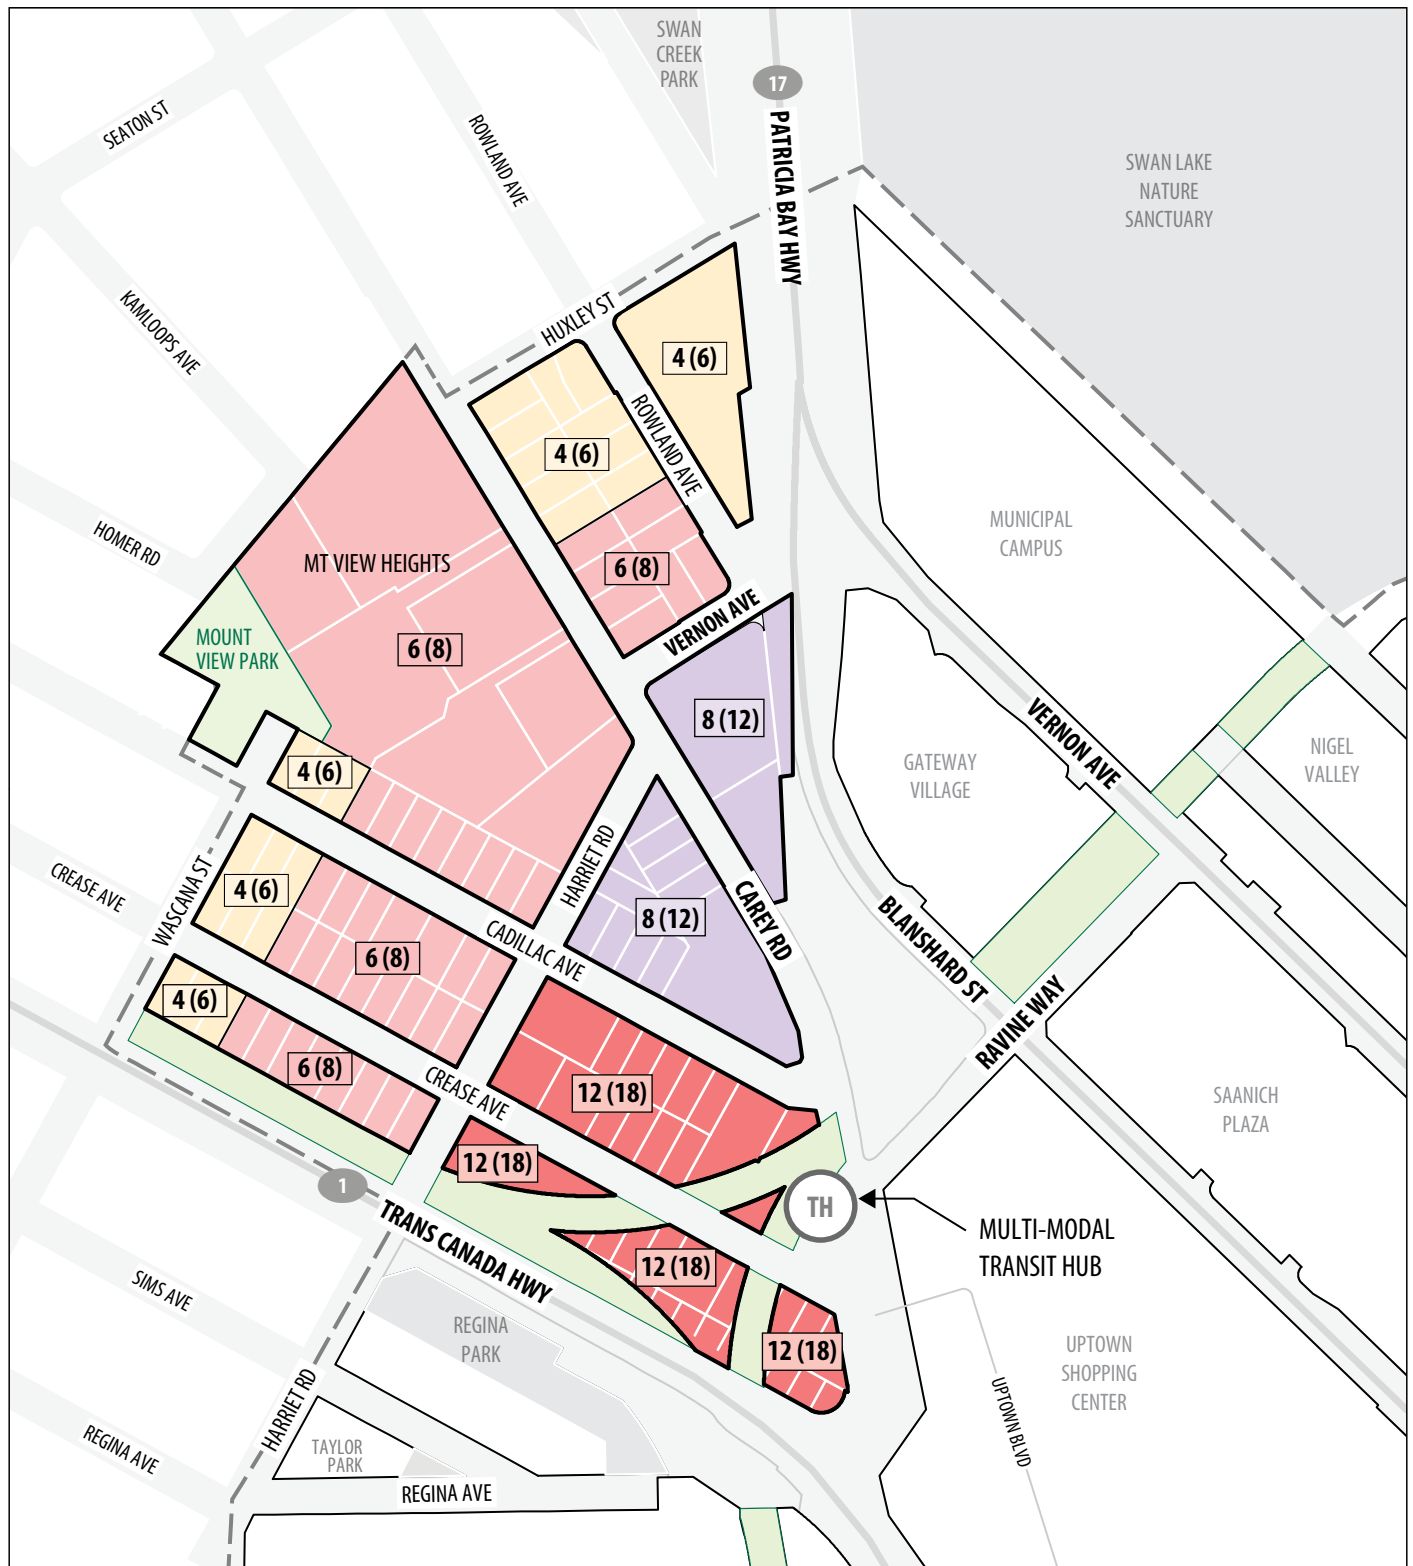 SWAN
CREEK
PARK
17
PATRICIA BAY HWY
SEATON ST
ROWLAND AVE
SWAN LAKE
NATURE
SANCTUARY
KAMLOOPS AVE
HUXLEY ST
4 (6)
ROWLAND AVE
4 (6)
HOMER RD
MT VIEW HEIGHTS
6 (8)
MUNICIPAL
CAMPUS
VERNON AVE
MOUNT
VIEW PARK
6 (8)
8 (12)
VERNON AVE
GATEWAY
VILLAGE
NIGEL
VALLEY
4 (6)
HARRIET RD
CREASE AVE
WASCANA ST
4 (6)
8 (12)
CAREY RD
BLANSHARD ST
CADILLAC AVE
6 (8)
4 (6)
RAVINE WAY
6 (8)
CREASE AVE
12 (18)
SAANICH
PLAZA
12 (18)
1
TRANS CANADA HWY
TH
MULTI-MODAL
TRANSIT HUB
12 (18)
SIMS AVE
REGINA
PARK
12 (18)
UPTOWN
SHOPPING
CENTER
UPTOWN BLVD
HARRIET RD
REGINA AVE
TAYLOR
PARK
REGINA AVE